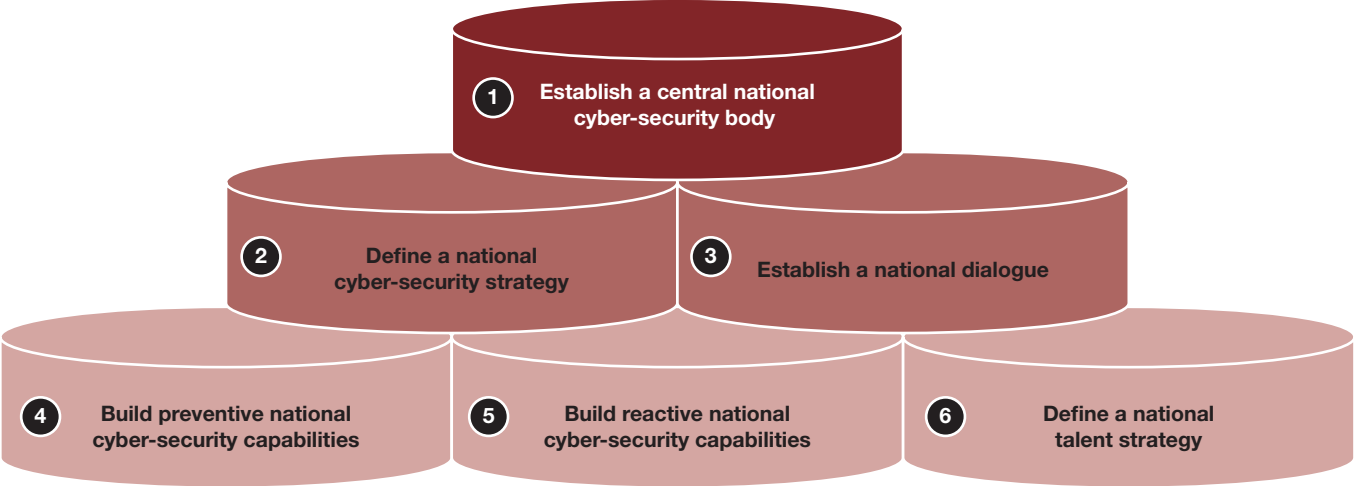 1
Establish a central national
cyber-security body
2
Define a national
cyber-security strategy
3
Establish a national dialogue
4
Build preventive national
cyber-security capabilities
5
Build reactive national
cyber-security capabilities
6
Define a national
talent strategy